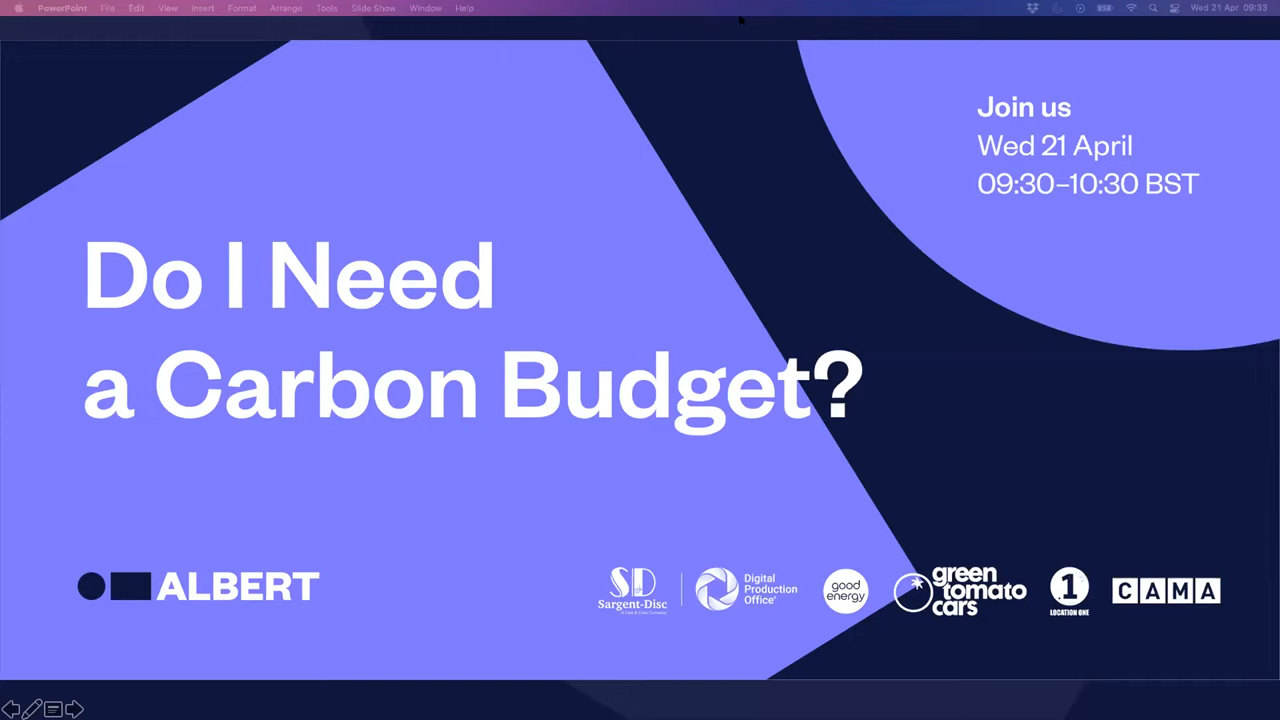 PowerPoint File Edit View Insert Format Arrange Tools Slide Show Window Help Wed 21 Apr 09:33
Join us
Wed 21 April
09:30–10:30 BST
Do I Need
a Carbon Budget?
ALBERT
SD
Sargent-Disc
Digital
Production
Office
good
energy
green
tomato
cars
1
LOCATION ONE
CAMA